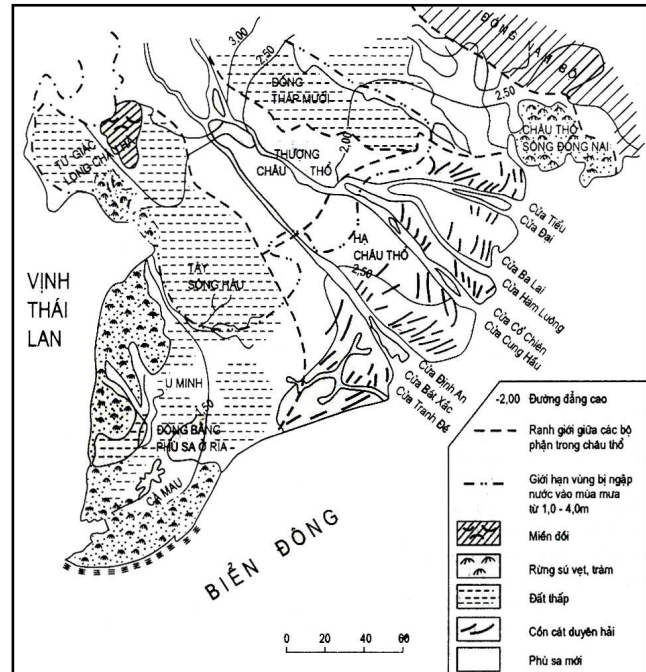 3,00
2,50
ĐÔNG NAM BỘ
ĐỒNG
THÁP MƯỜI
2,50
CHÂU THỔ
SÔNG ĐỒNG NAI
2,00
TỨ GIÁC
LONG CHÂU HÀ
THƯỢNG
CHÂU THỔ
Cửa Tiểu
Cửa Đại
Cửa Ba Lai
Cửa Hàm Luông
Cửa Cổ Chiên
Cửa Cung Hầu
HẠ
CHÂU THỔ
2,50
VỊNH
THÁI
LAN
TÂY
SÔNG HẬU
Cửa Định An
Cửa Bát Xắc
Cửa Tranh Đề
U MINH
ĐỒNG BẰNG
PHÙ SA Ở RÌA
CÀ MAU
BIỂN ĐÔNG
-2,00 Đường đẳng cao
Ranh giới giữa các bộ
phận trong châu thổ
Giới hạn vùng bị ngập
nước vào mùa mưa
từ 1,0 - 4,0m
Miền đồi
Rừng sú vẹt, tràm
Đất thấp
Cồn cát duyên hải
Phù sa mới
0 20 40 60